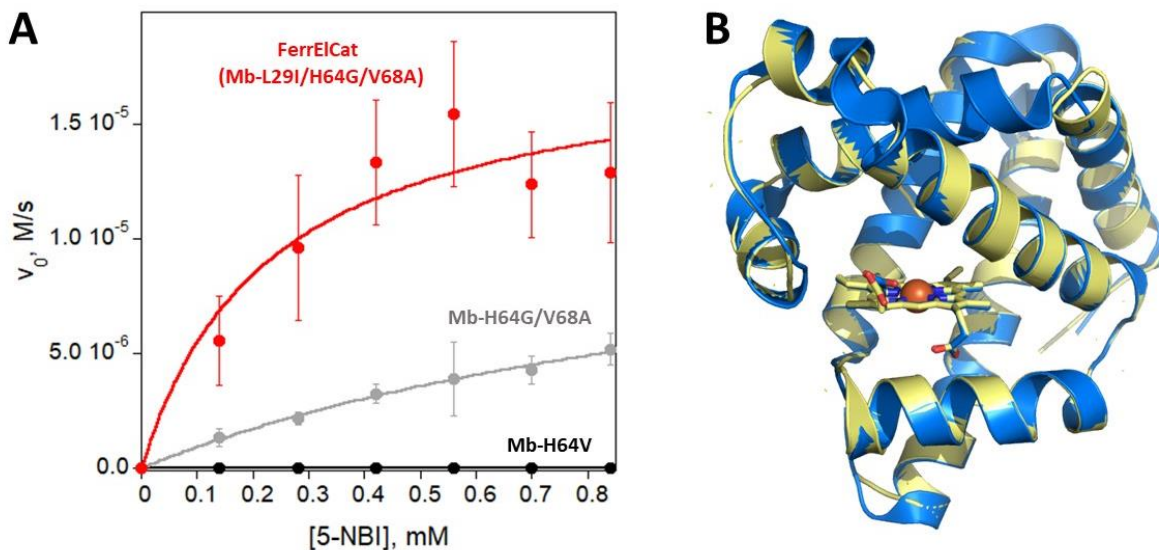 A
B
FerrElCat
(Mb-L29I/H64G/V68A)
Mb-H64G/V68A
Mb-H64V
v₀, M/s
1.5 10⁻⁵
1.0 10⁻⁵
5.0 10⁻⁶
0.0
0 0.1 0.2 0.3 0.4 0.5 0.6 0.7 0.8
[5-NBI], mM